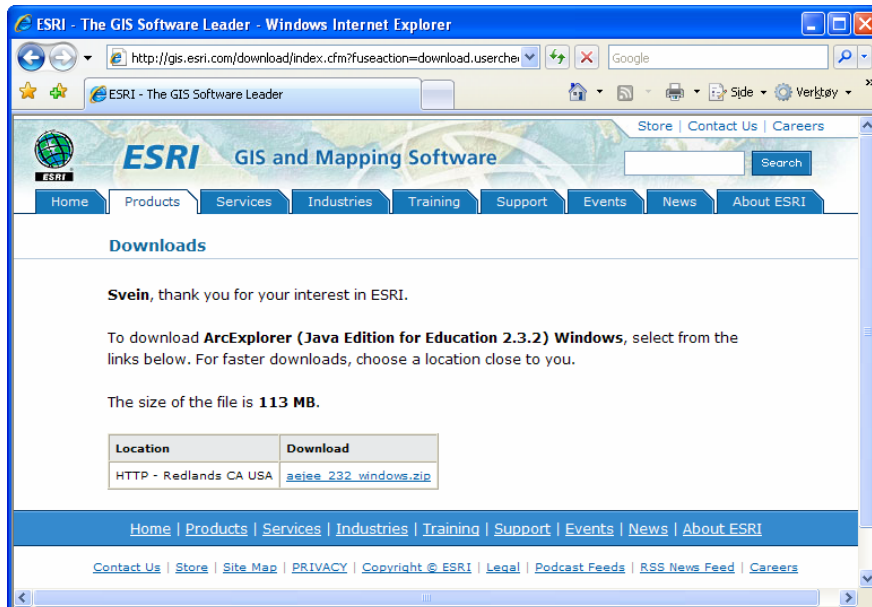 ESRI - The GIS Software Leader - Windows Internet Explorer
http://gis.esri.com/download/index.cfm?fuseaction=download.userche
Google
ESRI - The GIS Software Leader
Side
Verktøy
Store | Contact Us | Careers
ESRI
ESRI GIS and Mapping Software
Search
Home Products Services Industries Training Support Events News About ESRI
Downloads
Svein, thank you for your interest in ESRI.
To download ArcExplorer (Java Edition for Education 2.3.2) Windows, select from the
links below. For faster downloads, choose a location close to you.
The size of the file is 113 MB.
Location Download
HTTP - Redlands CA USA aejee_232_windows.zip
Home | Products | Services | Industries | Training | Support | Events | News | About ESRI
Contact Us | Store | Site Map | PRIVACY | Copyright © ESRI | Legal | Podcast Feeds | RSS News Feed | Careers